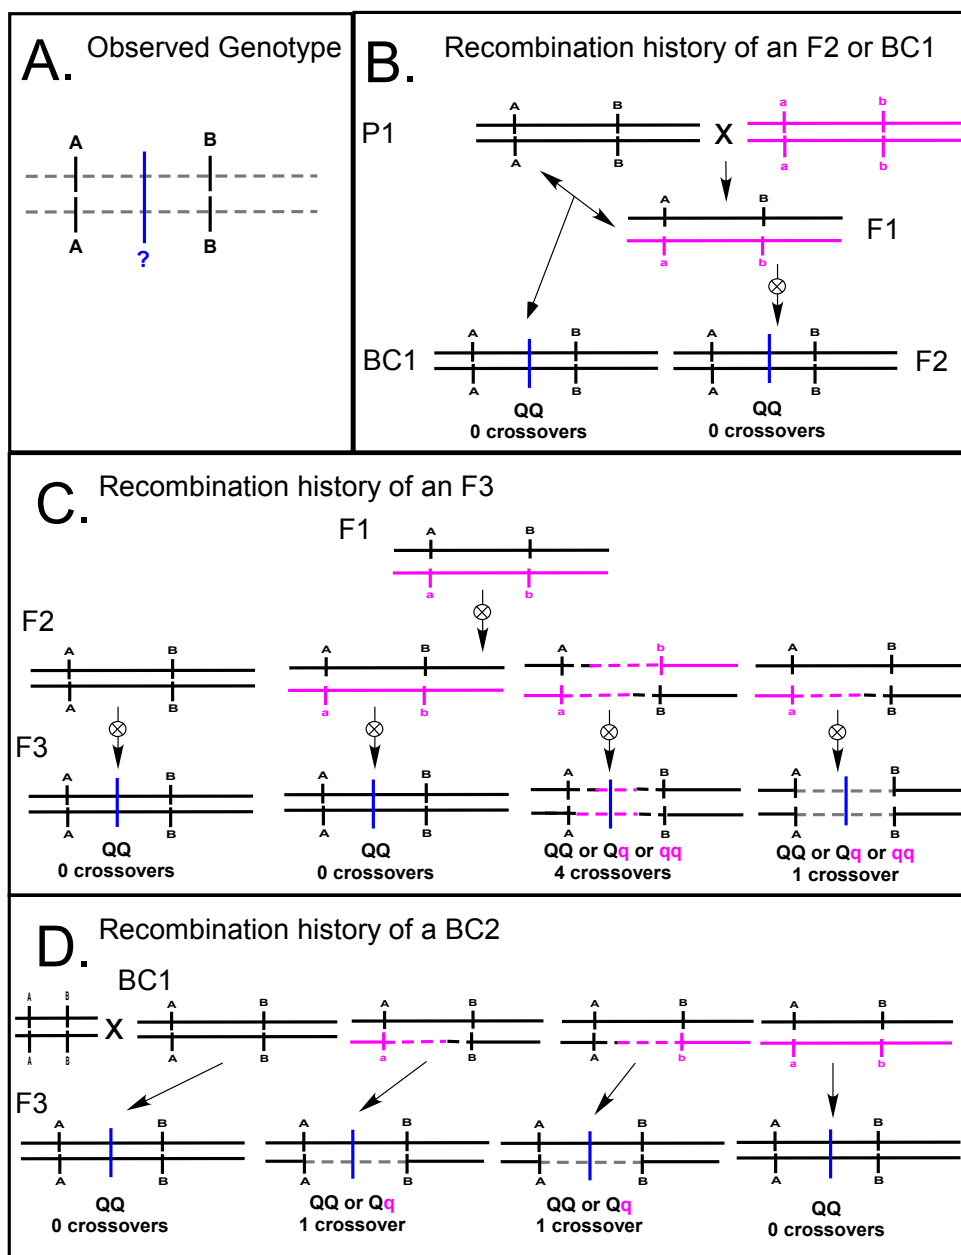 A. Observed Genotype
A B
A B
?
B. Recombination history of an F2 or BC1
P1
A B
X
a b
A B
a b
F1
A B
a b
BC1
A B
A B
QQ
0 crossovers
F2
A B
A B
QQ
0 crossovers
C. Recombination history of an F3
F1
A B
a b
F2
A B
A B
A B
a b
A b
a B
A B
a B
F3
A B
A B
A B
A B
A B
A B
A B
A B
QQ
0 crossovers
QQ
0 crossovers
QQ or Qq or qq
4 crossovers
QQ or Qq or qq
1 crossover
D. Recombination history of a BC2
BC1
A B
A B
X
A B
A B
A B
a B
A B
A b
A B
a b
F3
A B
A B
A B
A B
A B
A B
A B
A B
QQ
0 crossovers
QQ or Qq
1 crossover
QQ or Qq
1 crossover
QQ
0 crossovers